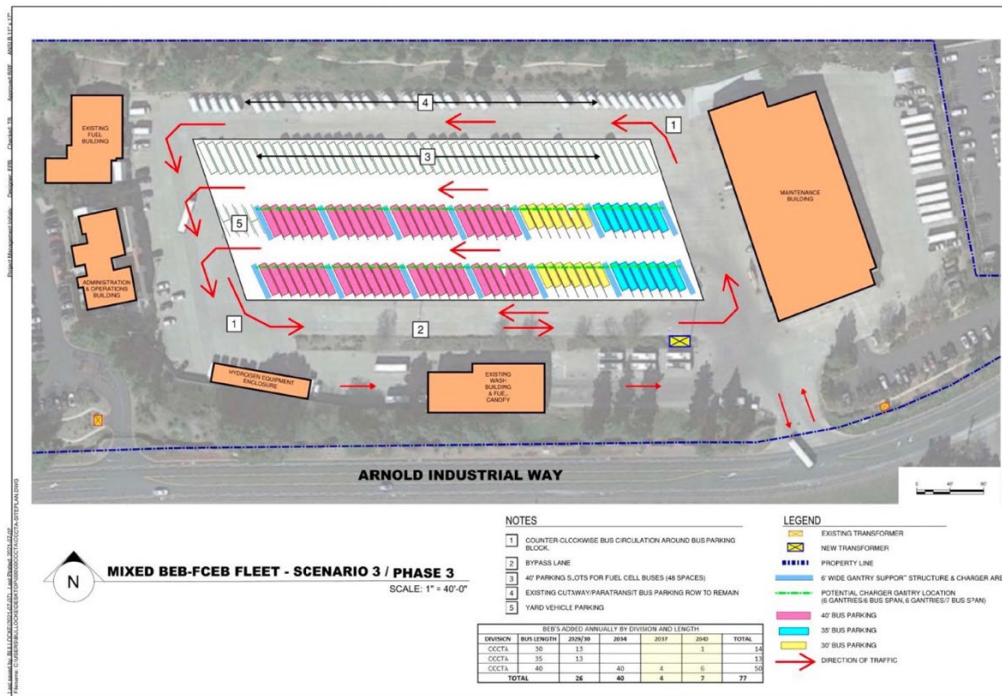 EXISTING
FUEL
BUILDING
4
1
3
MAINTENANCE
BUILDING
5
ADMINISTRATION
& OPERATIONS
BUILDING
1
2
HYDROGEN EQUIPMENT
ENCLOSURE
EXISTING
WASH
BUILDING
& FUEL
CANOPY
ARNOLD INDUSTRIAL WAY
0 40' 80'
N
MIXED BEB-FCEB FLEET - SCENARIO 3 / PHASE 3
SCALE: 1" = 40'-0"
NOTES
1 COUNTER-CLOCKWISE BUS CIRCULATION AROUND BUS PARKING
BLOCK.
2 BYPASS LANE
3 40' PARKING SLOTS FOR FUEL CELL BUSES (48 SPACES)
4 EXISTING CUTAWAY/PARATRANSIT BUS PARKING ROW TO REMAIN
5 YARD VEHICLE PARKING
BEB'S ADDED ANNUALLY BY DIVISION AND LENGTH
DIVISION BUS LENGTH 2029/30 2034 2037 2040 TOTAL
CCCTA 30 13 1 14
CCCTA 35 13 13
CCCTA 40 40 4 6 50
TOTAL 26 40 4 7 77
LEGEND
EXISTING TRANSFORMER
NEW TRANSFORMER
PROPERTY LINE
6' WIDE GANTRY SUPPORT STRUCTURE & CHARGER ARE
POTENTIAL CHARGER GANTRY LOCATION
(6 GANTRIES/6 BUS SPAN, 6 GANTRIES/7 BUS SPAN)
40' BUS PARKING
35' BUS PARKING
30' BUS PARKING
DIRECTION OF TRAFFIC